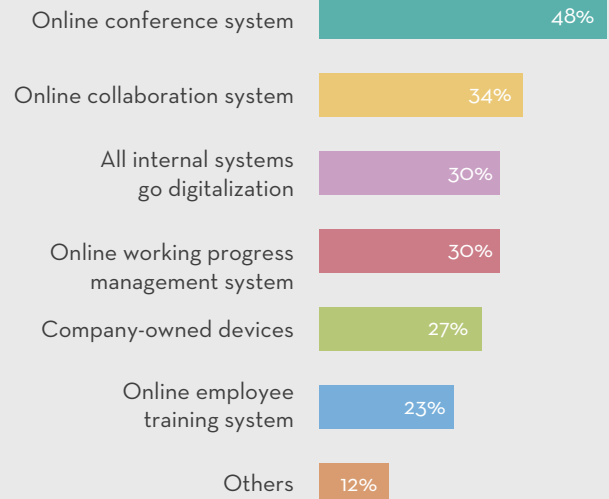 Online conference system 48%
Online collaboration system 34%
All internal systems
go digitalization 30%
Online working progress
management system 30%
Company-owned devices 27%
Online employee
training system 23%
Others 12%